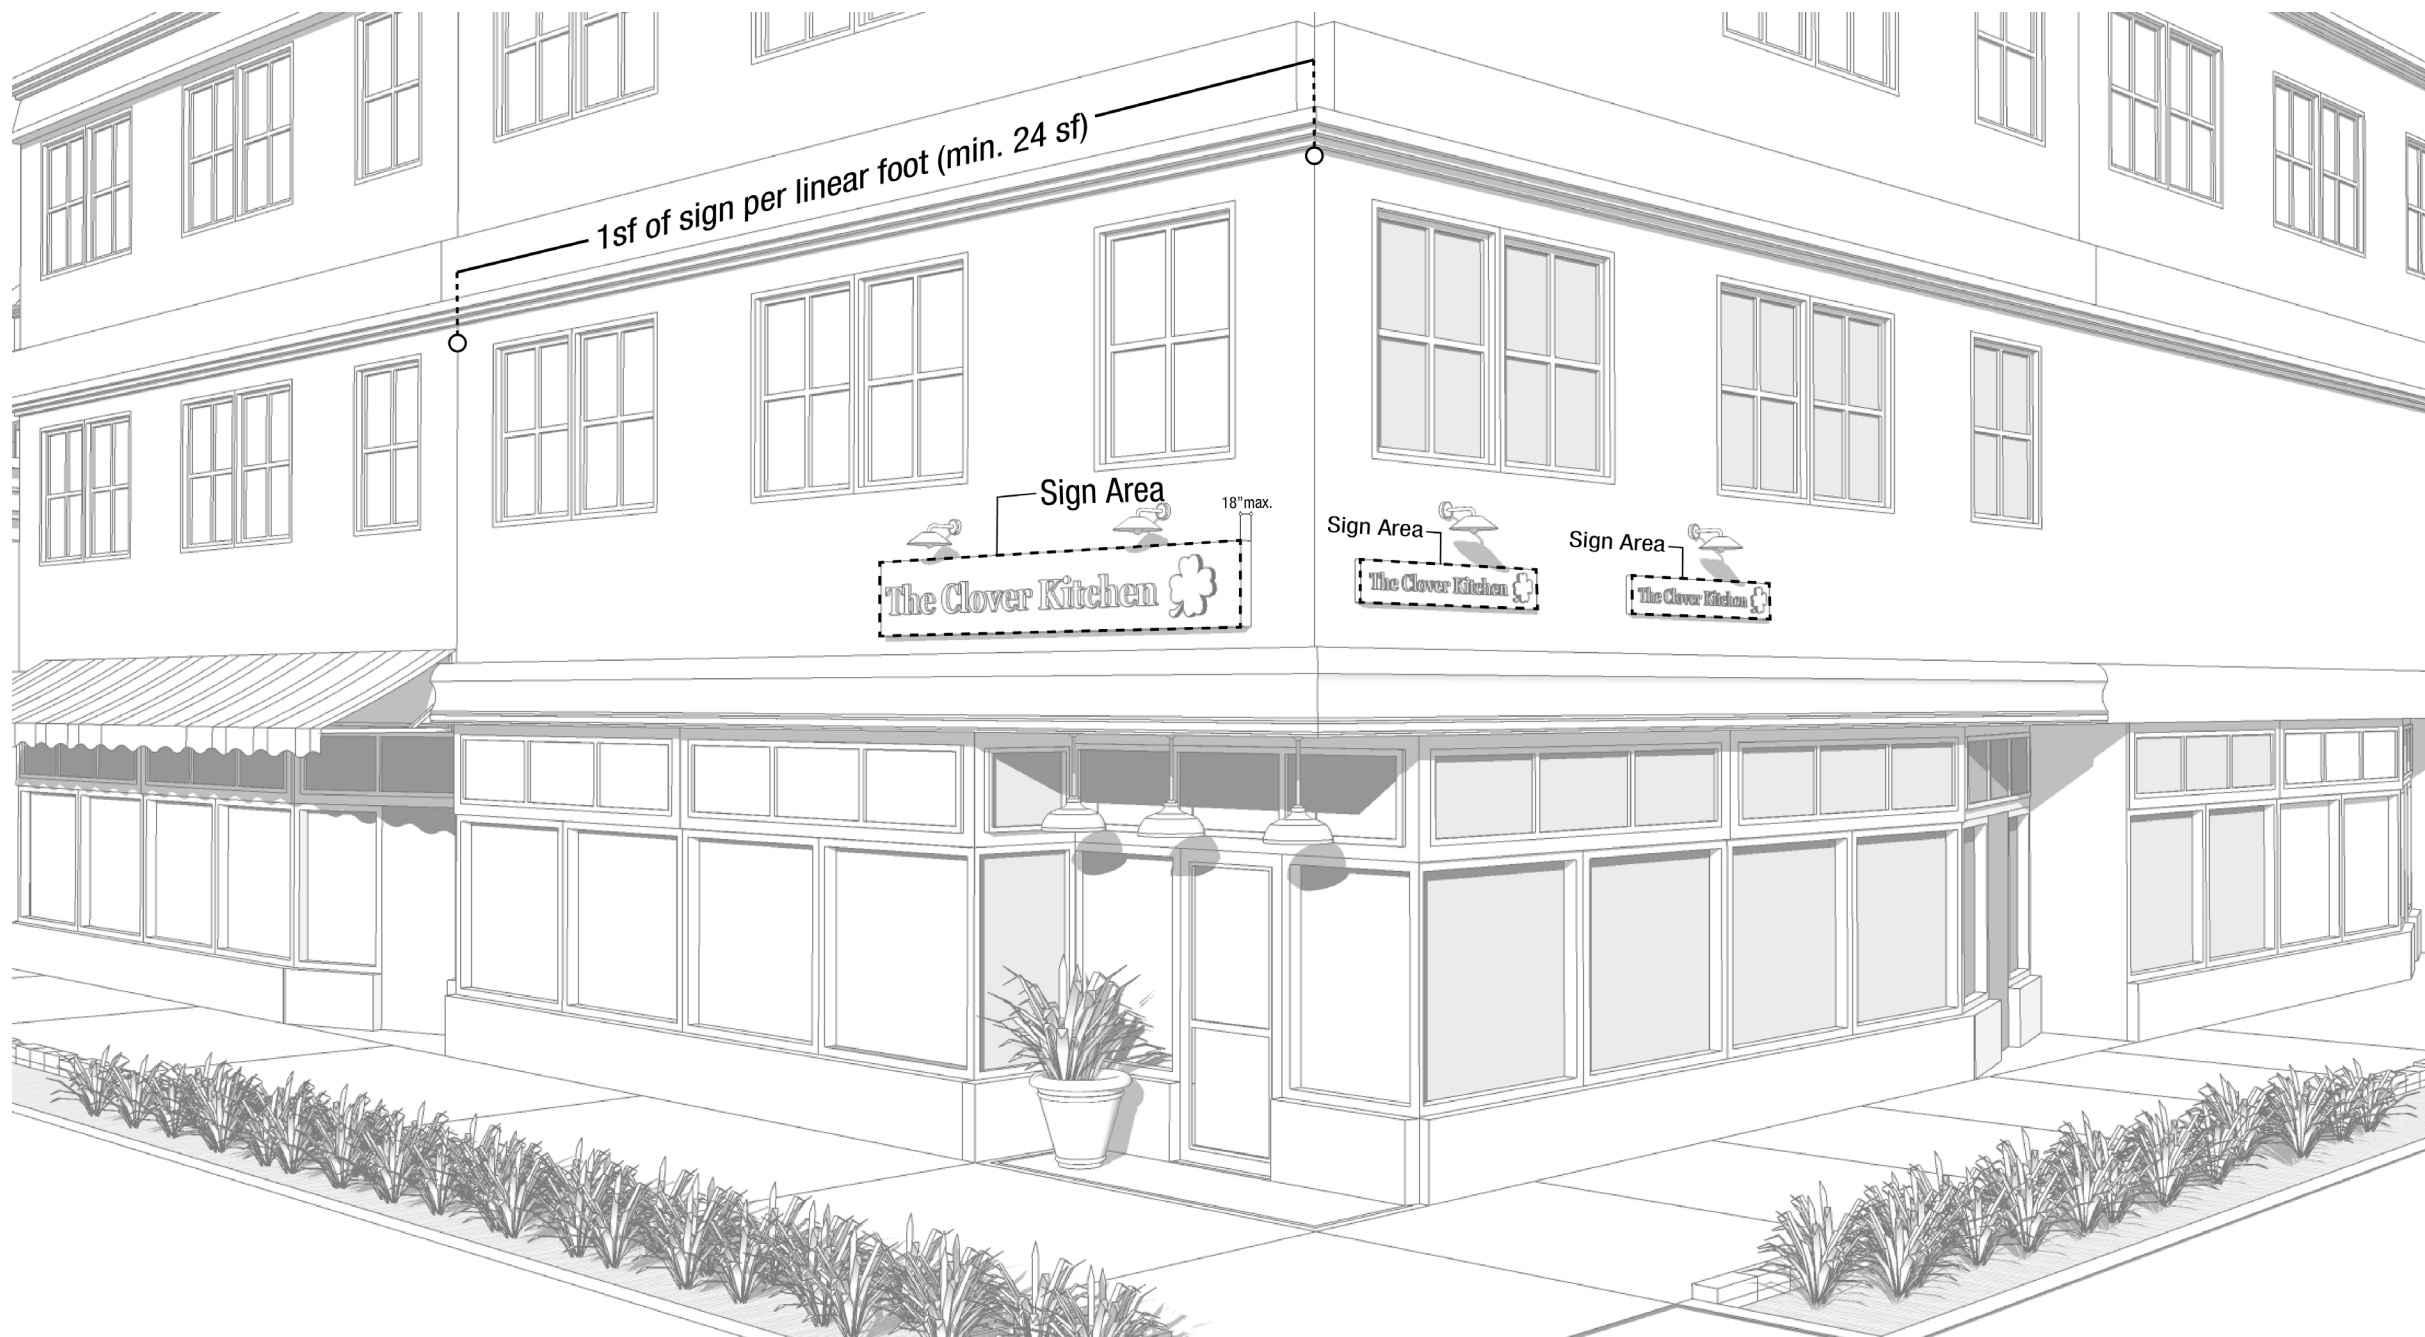 1sf of sign per linear foot (min. 24 sf)
Sign Area
18"max.
Sign Area
Sign Area
The Clover Kitchen
The Clover Kitchen
The Clover Kitchen